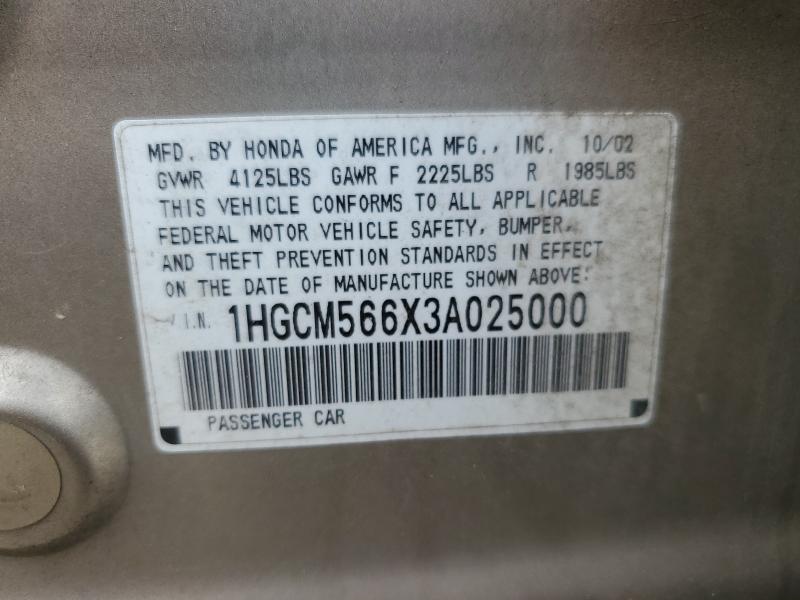 MFD. BY HONDA OF AMERICA MFG., INC. 10/02
GVWR 4125LBS GAWR F 2225LBS R 1985LBS
THIS VEHICLE CONFORMS TO ALL APPLICABLE
FEDERAL MOTOR VEHICLE SAFETY, BUMPER,
AND THEFT PREVENTION STANDARDS IN EFFECT
ON THE DATE OF MANUFACTURE SHOWN ABOVE:
V.I.N. 1HGCM566X3A025000
PASSENGER CAR